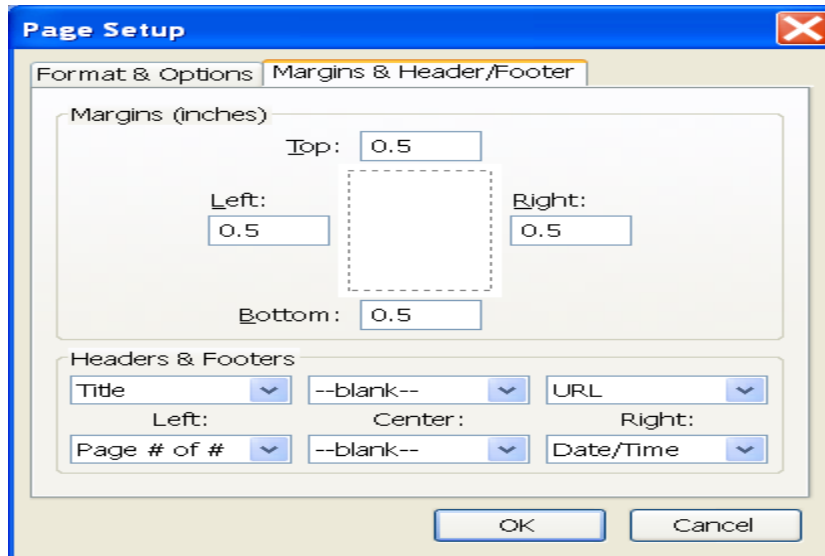 Page Setup
Format & Options Margins & Header/Footer
Margins (inches)
Top: 0.5
Left: Right:
0.5 0.5
Bottom: 0.5
Headers & Footers
Title --blank-- URL
Left: Center: Right:
Page # of # --blank-- Date/Time
OK Cancel